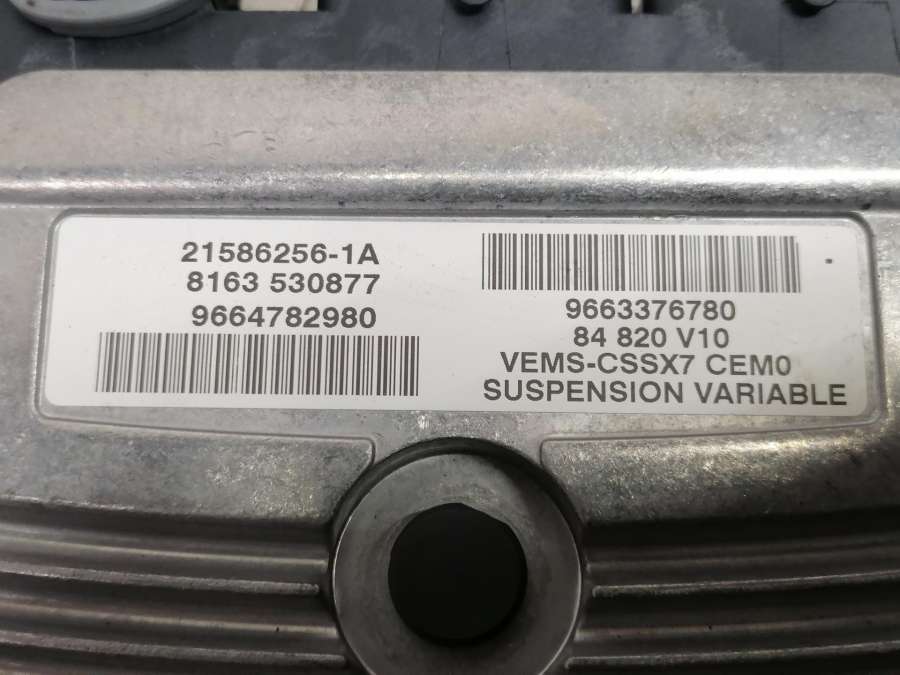 21586256-1A
8163 530877
9664782980
9663376780
84 820 V10
VEMS-CSSX7 CEM0
SUSPENSION VARIABLE